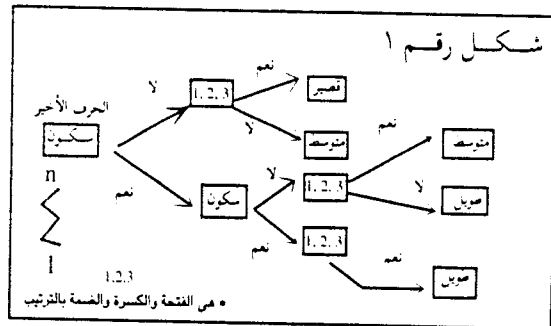 شكل رقم ١
نعم
قصير
لا
1,2,3
الحرف الأخير
سكون
لا
متوسط
نعم
متوسط
n
نعم
سكون
لا
1,2,3
لا
طويل
نعم
1,2,3
نعم
طويل
1
1,2,3
* هي الفتحة والكسرة والضمة بالترتيب